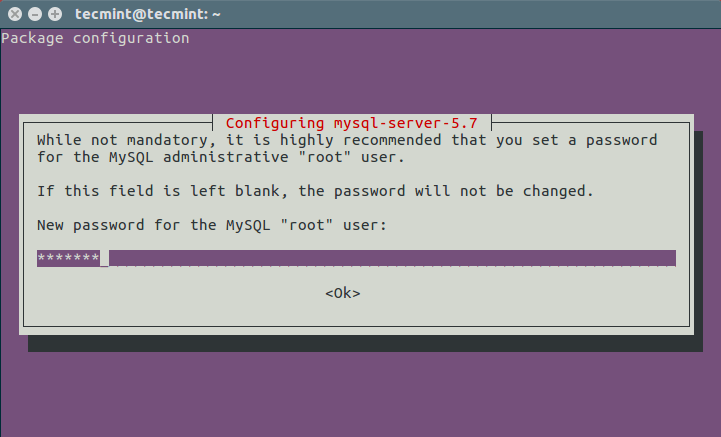 tecmint@tecmint: ~
Package configuration
Configuring mysql-server-5.7
While not mandatory, it is highly recommended that you set a password
for the MySQL administrative "root" user.
If this field is left blank, the password will not be changed.
New password for the MySQL "root" user:
*******_
<Ok>